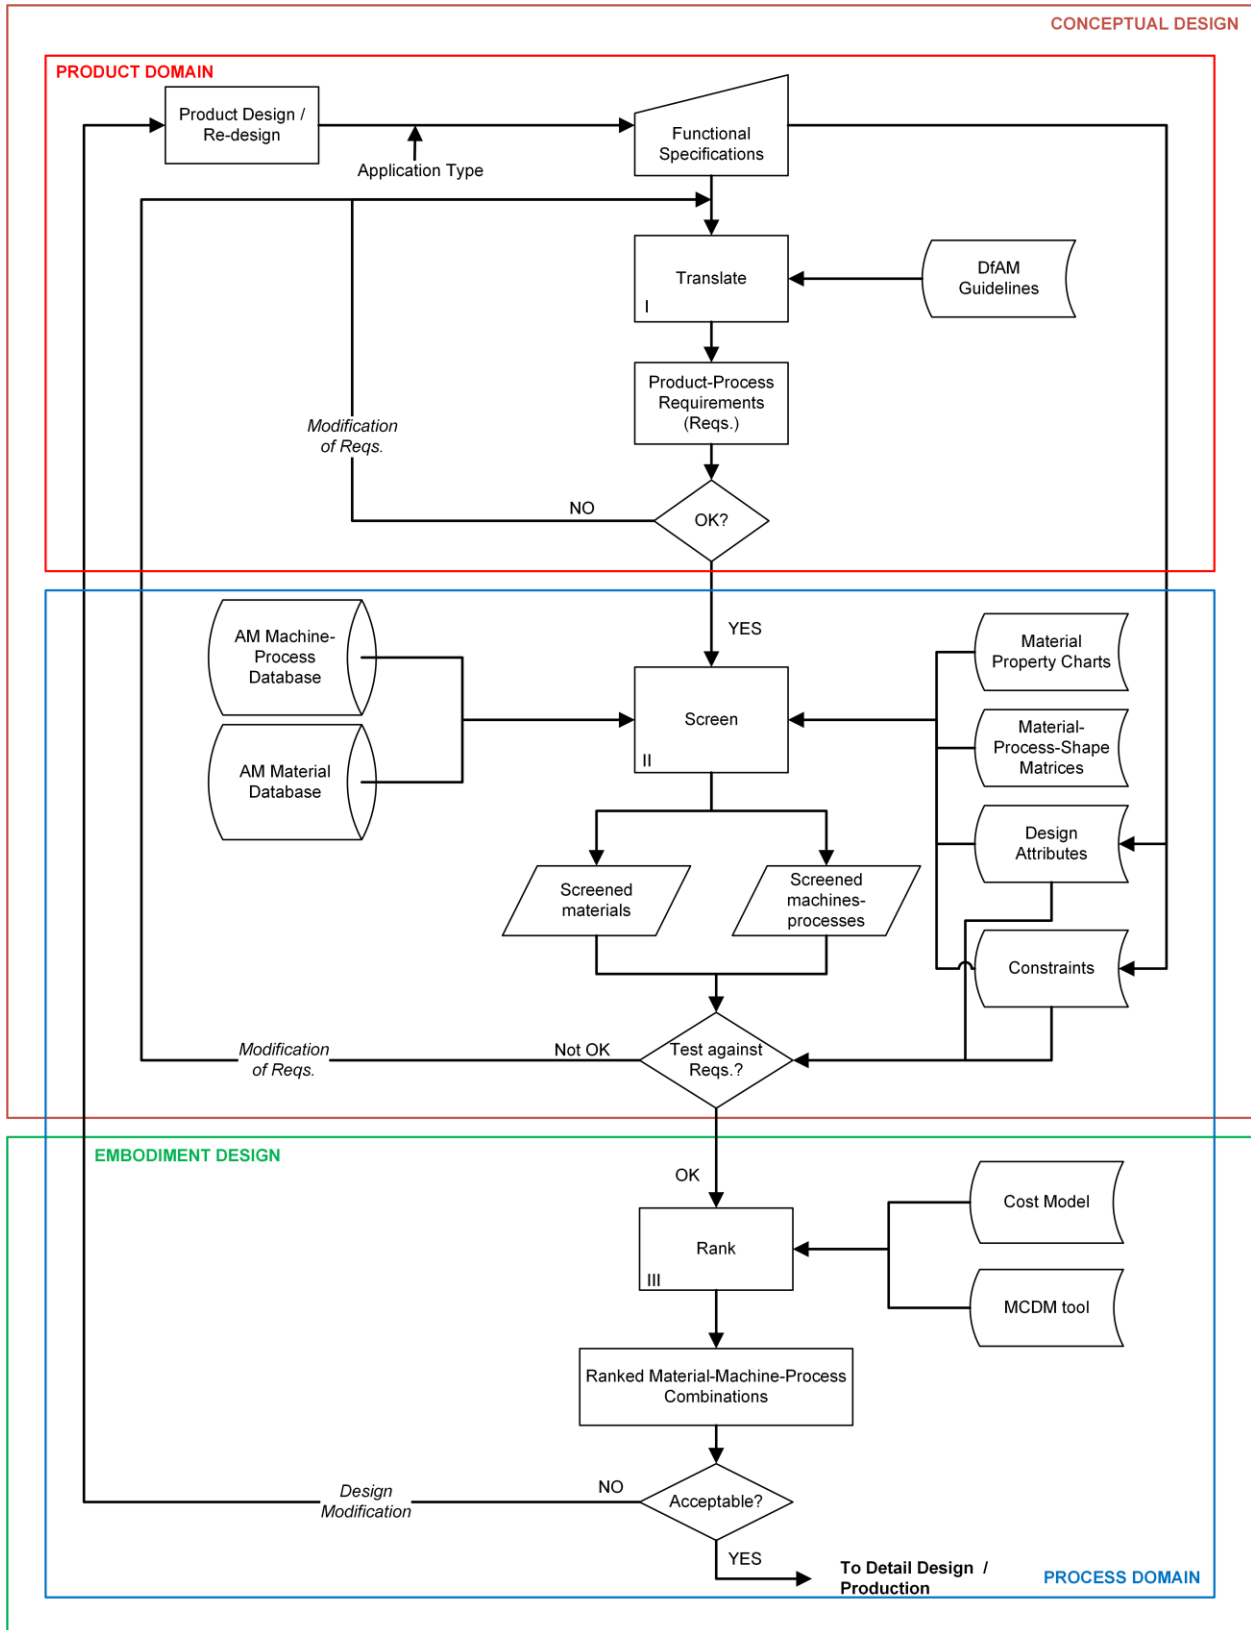 CONCEPTUAL DESIGN
PRODUCT DOMAIN
Product Design /
Re-design
Application Type
Functional
Specifications
Translate
I
DfAM
Guidelines
Product-Process
Requirements
(Reqs.)
Modification
of Reqs.
NO
OK?
YES
AM Machine-
Process
Database
AM Material
Database
Screen
II
Material
Property Charts
Material-
Process-Shape
Matrices
Design
Attributes
Constraints
Screened
materials
Screened
machines-
processes
Modification
of Reqs.
Not OK
Test against
Reqs.?
EMBODIMENT DESIGN
OK
Rank
III
Cost Model
MCDM tool
Ranked Material-Machine-Process
Combinations
Design
Modification
NO
Acceptable?
YES
To Detail Design /
Production
PROCESS DOMAIN